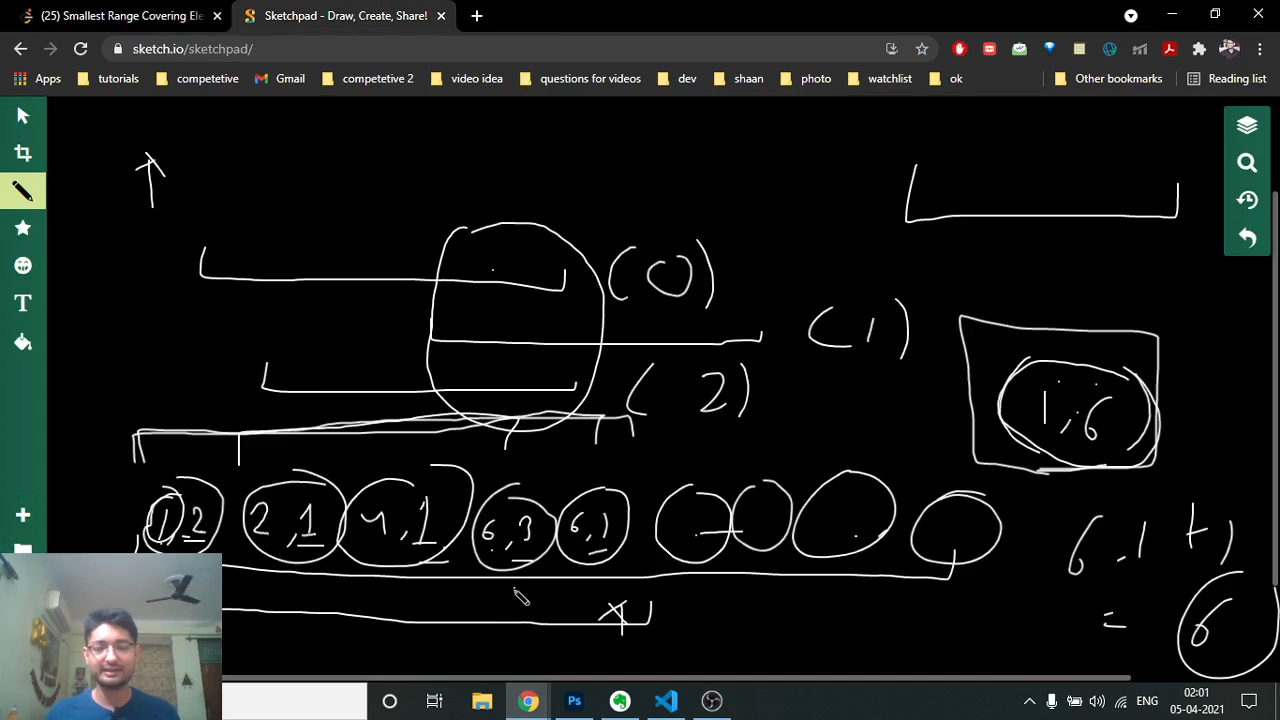 (25) Smallest Range Covering Ele
Sketchpad - Draw, Create, Share!
sketch.io/sketchpad/
Apps tutorials competetive Gmail competetive 2 video idea questions for videos dev shaan photo watchlist ok Other bookmarks Reading list
(0)
(1)
(2)
1,6
1,2 2,1 4,1 6,3 6,1
6-1+1
= 6
T
Ps
ENG
02:01
05-04-2021